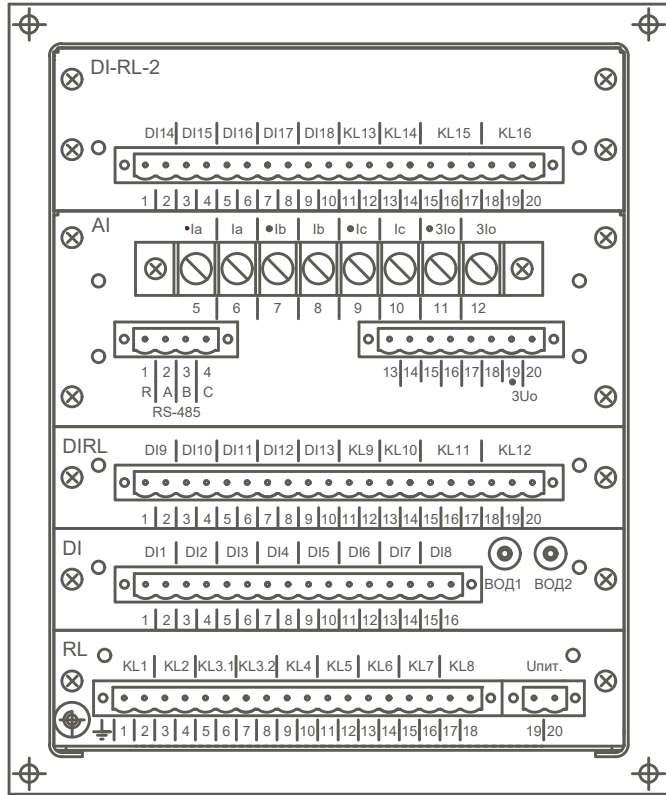 DI-RL-2
DI14 DI15 DI16 DI17 DI18 KL13 KL14 KL15 KL16
1 2 3 4 5 6 7 8 9 10 11 12 13 14 15 16 17 18 19 20
AI
•Ia Ia •Ib Ib •Ic Ic •3Io 3Io
5 6 7 8 9 10 11 12
1 2 3 4 13 14 15 16 17 18 19 20
R A B C • 3Uo
RS-485
DIRL
DI9 DI10 DI11 DI12 DI13 KL9 KL10 KL11 KL12
1 2 3 4 5 6 7 8 9 10 11 12 13 14 15 16 17 18 19 20
DI
DI1 DI2 DI3 DI4 DI5 DI6 DI7 DI8
ВОД1 ВОД2
1 2 3 4 5 6 7 8 9 10 11 12 13 14 15 16
RL
KL1 KL2 KL3.1 KL3.2 KL4 KL5 KL6 KL7 KL8 Uпит.
1 2 3 4 5 6 7 8 9 10 11 12 13 14 15 16 17 18 19 20